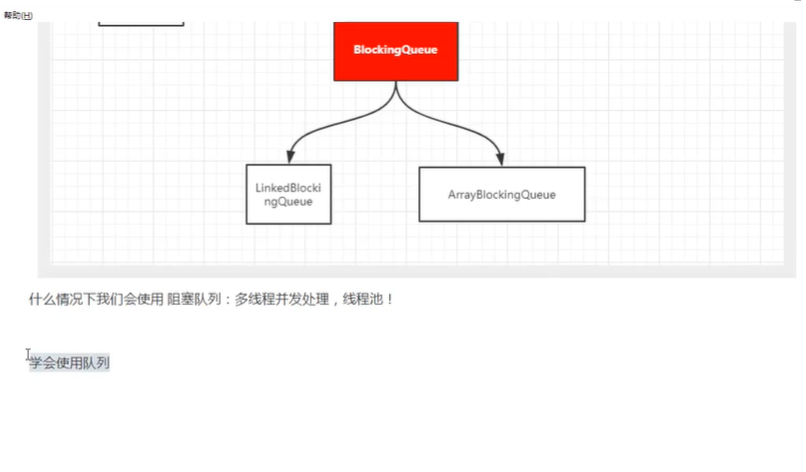 帮助(H)
BlockingQueue
LinkedBlocki
ngQueue
ArrayBlockingQueue
什么情况下我们会使用 阻塞队列：多线程并发处理，线程池！
学会使用队列